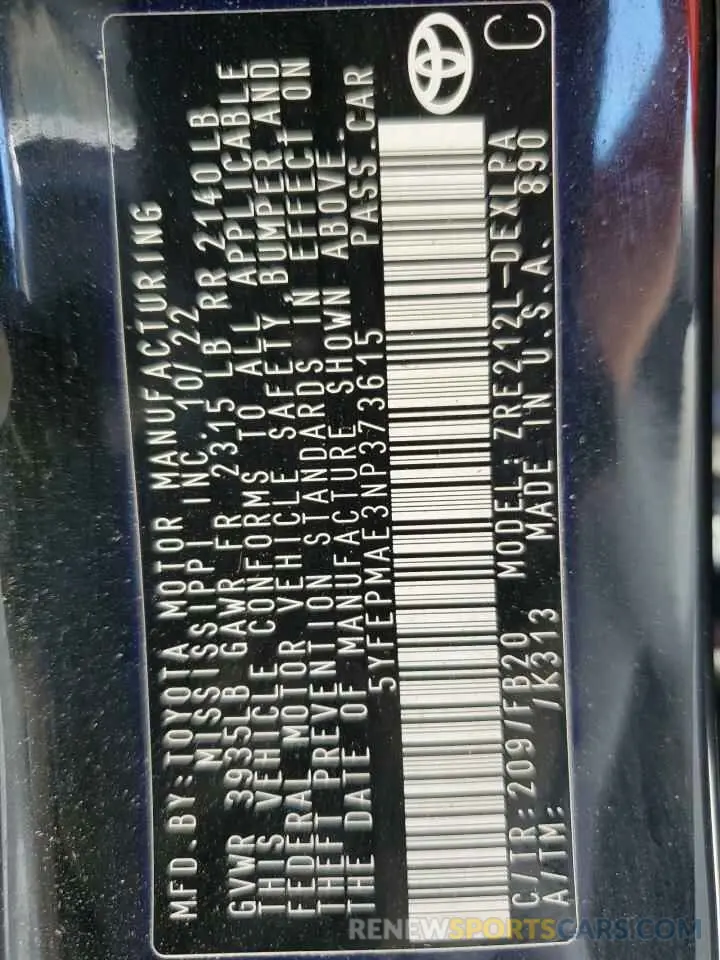 MFD.BY:TOYOTA MOTOR MANUFACTURING
MISSISSIPPI INC. 10/22
GVWR 3935LB GAWR FR 2315 LB RR 2140LB
THIS VEHICLE CONFORMS TO ALL APPLICABLE
FEDERAL MOTOR VEHICLE SAFETY, BUMPER AND
THEFT PREVENTION STANDARDS IN EFFECT ON
THE DATE OF MANUFACTURE SHOWN ABOVE.
5YFEPMAE3NP373615 PASS.CAR
C/TR:209/FB20 MODEL:ZRE212L-DEXLPA
A/TM: /K313 MADE IN U.S.A. 890
C
RENEWSPORTSCARS.COM